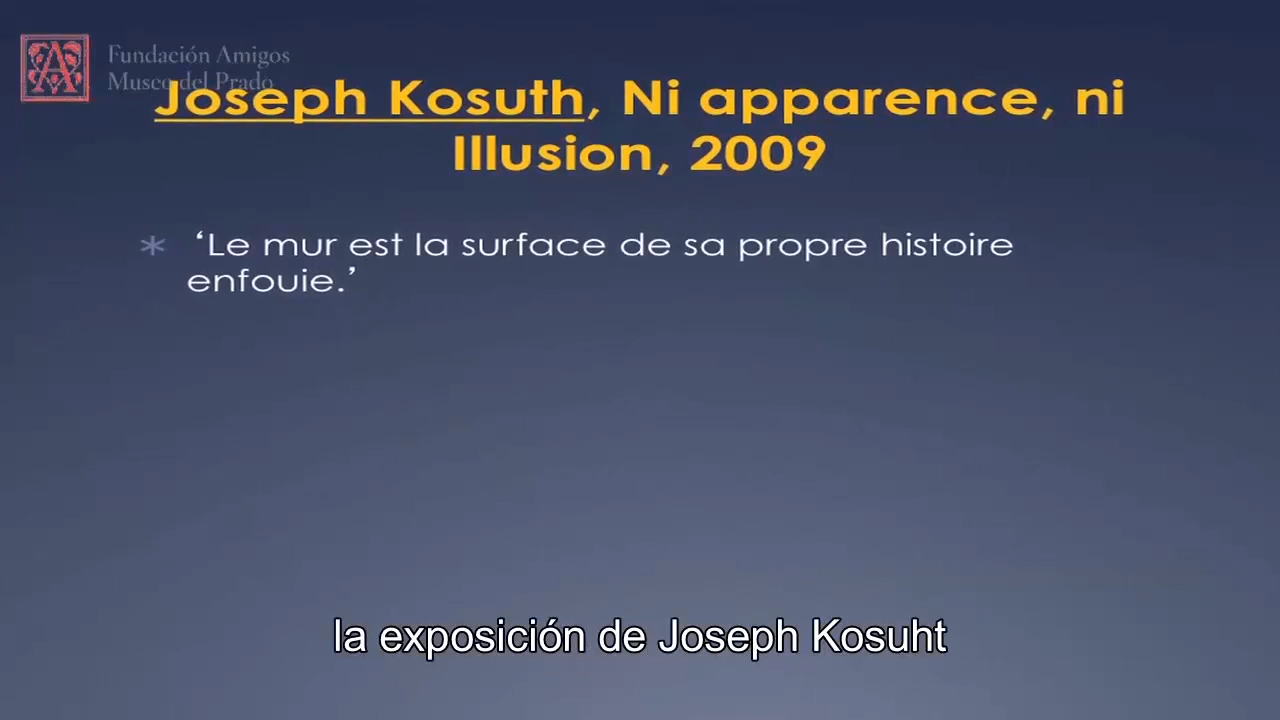 Fundación Amigos
Museo del Prado
Joseph Kosuth, Ni apparence, ni
Illusion, 2009
* ‘Le mur est la surface de sa propre histoire
enfouie.’
la exposición de Joseph Kosuht